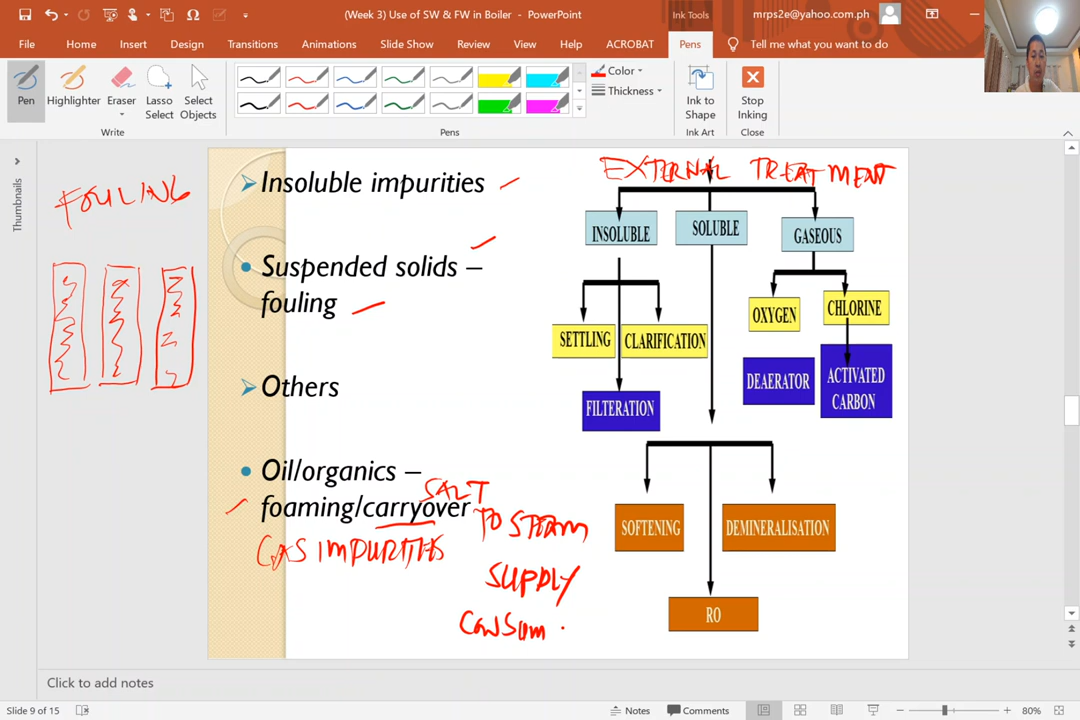 (Week 3) Use of SW & FW in Boiler - PowerPoint
Ink Tools
mrps2e@yahoo.com.ph
File Home Insert Design Transitions Animations Slide Show Review View Help ACROBAT Pens Tell me what you want to do
Pen
Highlighter
Eraser
Lasso
Select
Select
Objects
Color
Thickness
Ink to
Shape
Stop
Inking
Write
Pens
Ink Art
Close
Thumbnails
FOULING
Insoluble impurities
Suspended solids –
fouling
Others
Oil/organics –
foaming/carryover
SALT
TO STEAM
GAS IMPURITIES
SUPPLY
EXTERNAL TREATMENT
INSOLUBLE
SOLUBLE
GASEOUS
SETTLING
CLARIFICATION
FILTERATION
OXYGEN
CHLORINE
DEAERATOR
ACTIVATED
CARBON
SOFTENING
DEMINERALISATION
RO
Click to add notes
Slide 9 of 15
Notes
Comments
80%